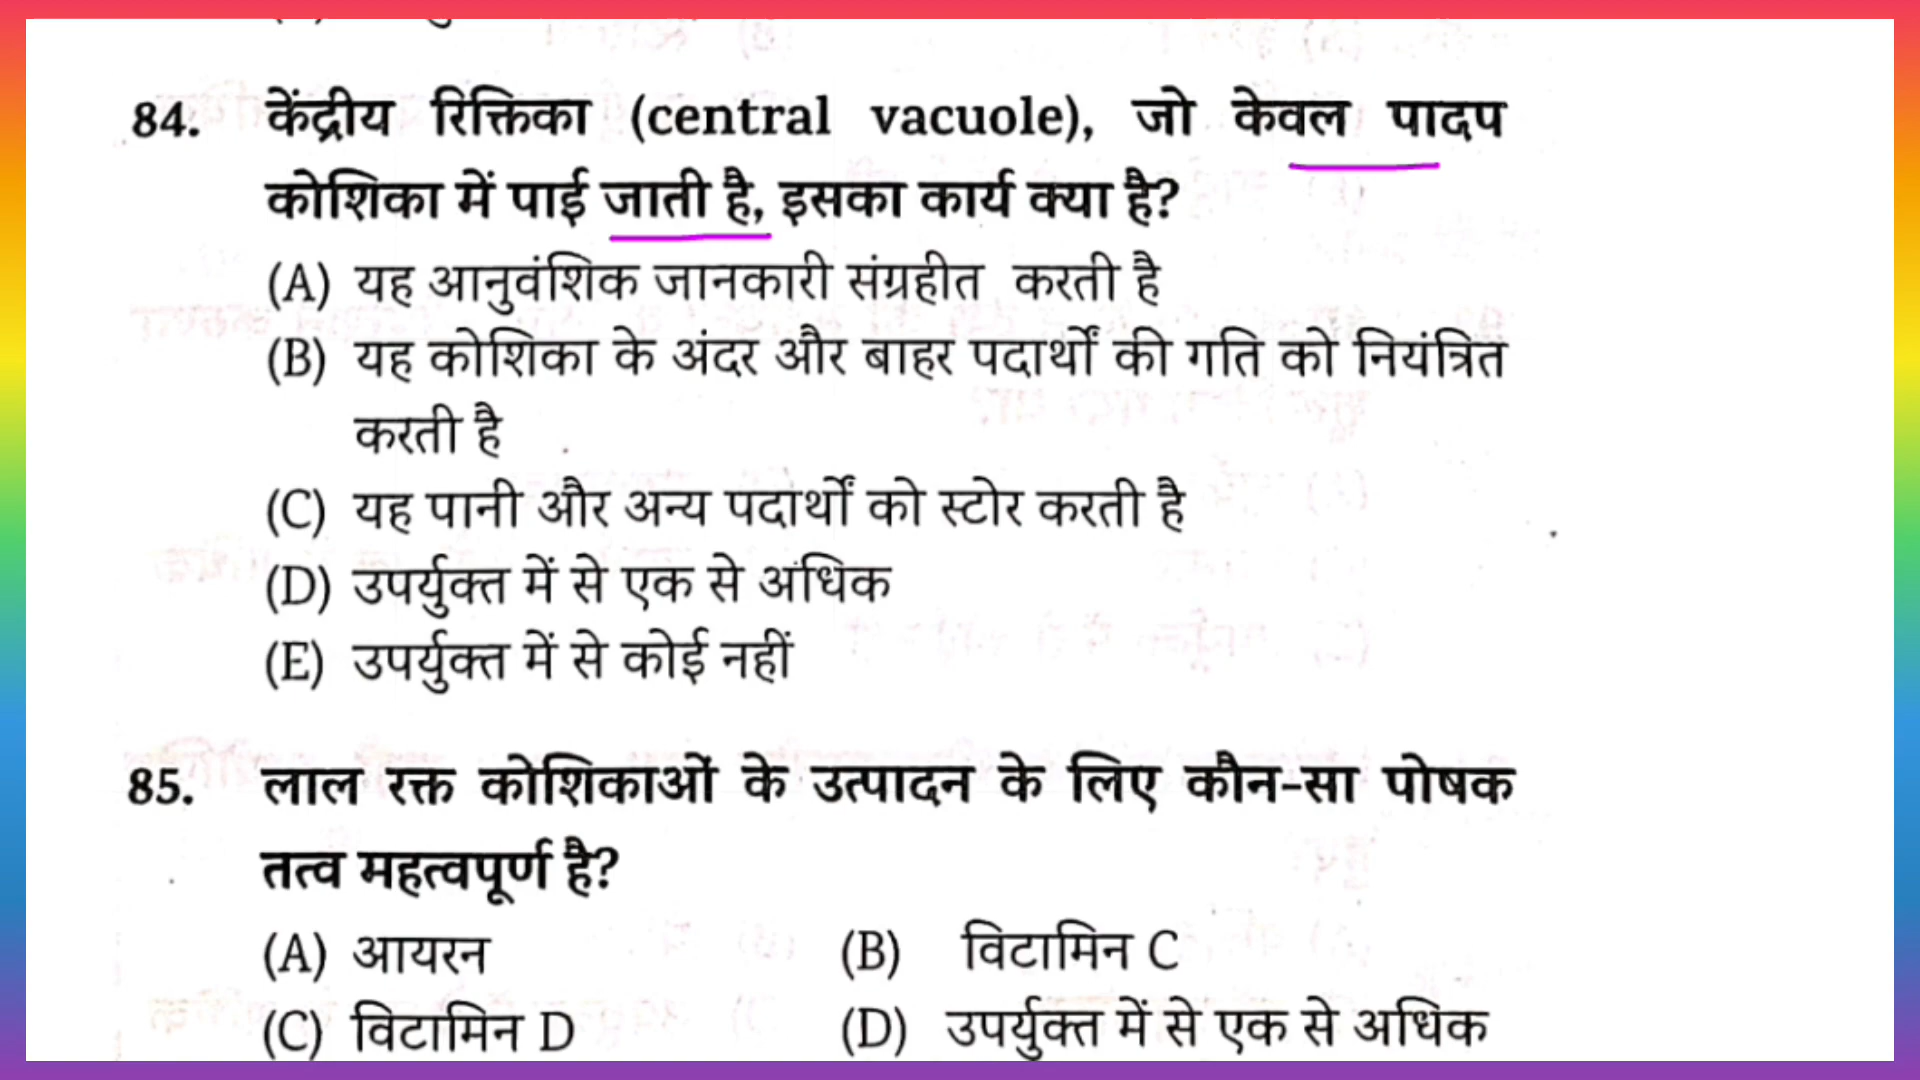 84. केंद्रीय रिक्तिका (central vacuole), जो केवल पादप
कोशिका में पाई जाती है, इसका कार्य क्या है?
(A) यह आनुवंशिक जानकारी संग्रहीत करती है
(B) यह कोशिका के अंदर और बाहर पदार्थों की गति को नियंत्रित
करती है
(C) यह पानी और अन्य पदार्थों को स्टोर करती है
(D) उपर्युक्त में से एक से अधिक
(E) उपर्युक्त में से कोई नहीं
85. लाल रक्त कोशिकाओं के उत्पादन के लिए कौन-सा पोषक
तत्व महत्वपूर्ण है?
(A) आयरन (B) विटामिन C
(C) विटामिन D (D) उपर्युक्त में से एक से अधिक